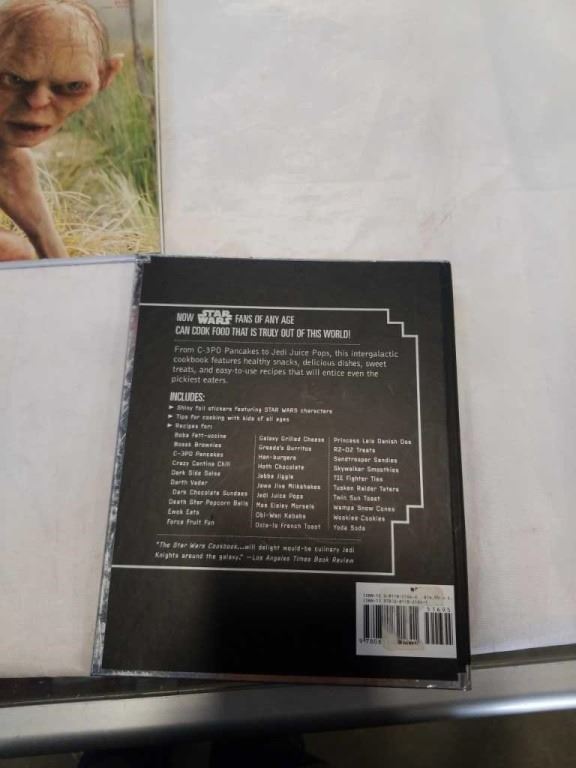 NOW STAR WARS FANS OF ANY AGE
CAN COOK FOOD THAT IS TRULY OUT OF THIS WORLD!
From C-3PO Pancakes to Jedi Juice Pops, this intergalactic
cookbook features healthy snacks, delicious dishes, sweet
treats, and easy-to-use recipes that will entice even the
pickiest eaters.
INCLUDES:
► Shiny foil stickers featuring STAR WARS characters
► Tips for cooking with kids of all ages
► Recipes for:
Boba Fett-uccine
Bossk Brownies
C-3PO Pancakes
Crazy Cantina Chili
Dark Side Salsa
Darth Vader
Dark Chocolate Sundaes
Death Star Popcorn Balls
Ewok Eats
Force Fruit Fun
Galaxy Grilled Cheese
Greedo's Burritos
Han-burgers
Hoth Chocolate
Jabba Jiggle
Jawa Jive Milkshakes
Jedi Juice Pops
Mos Eisley Morsels
Obi-Wan Kebabs
Opta-la French Toast
Princess Leia Danish Dos
R2-D2 Treats
Sandtrooper Sandies
Skywalker Smoothies
TIE Fighter Ties
Tusken Raider Taters
Twin Sun Toast
Wampa Snow Cones
Wookiee Cookies
Yoda Soda
"The Star Wars Cookbook...will delight would-be culinary Jedi
Knights around the galaxy." —Los Angeles Times Book Review
51695